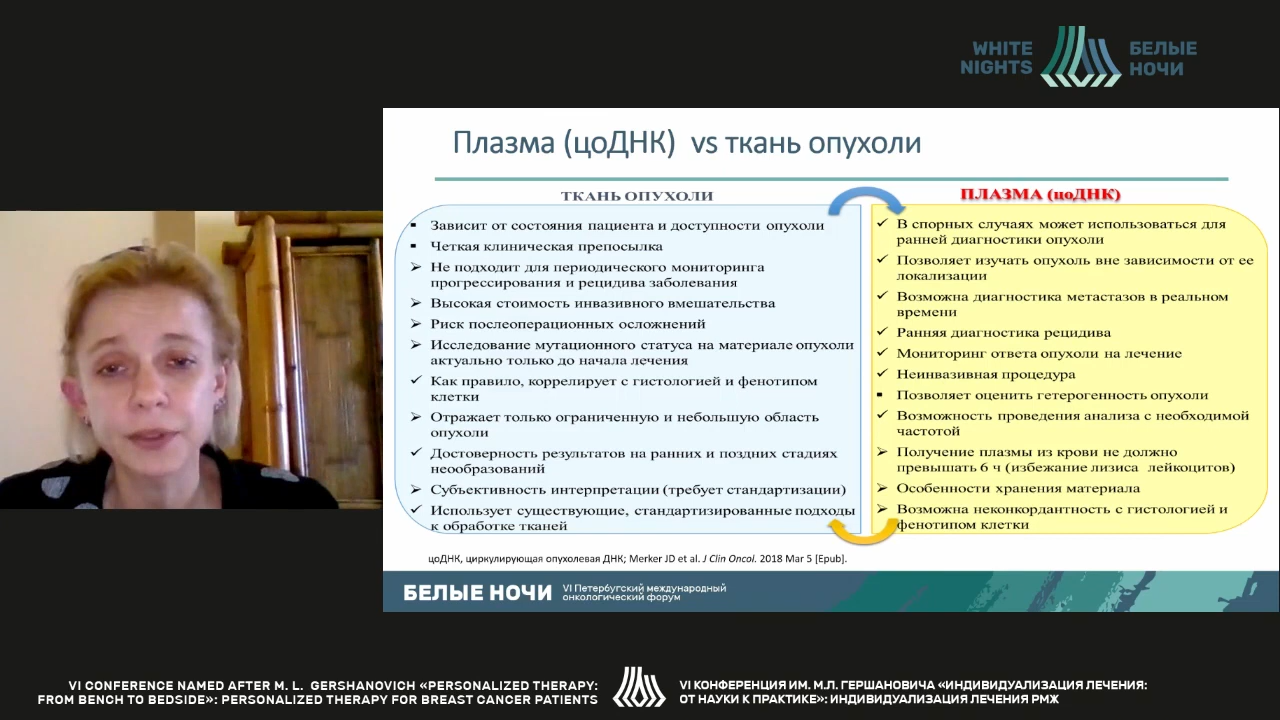 WHITE
NIGHTS
БЕЛЫЕ
НОЧИ
Плазма (цоДНК) vs ткань опухоли
ТКАНЬ ОПУХОЛИ
Зависит от состояния пациента и доступности опухоли
Четкая клиническая препосылка
Не подходит для периодического мониторинга
прогрессирования и рецидива заболевания
Высокая стоимость инвазивного вмешательства
Риск послеоперационных осложнений
Исследование мутационного статуса на материале опухоли
актуально только до начала лечения
Как правило, коррелирует с гистологией и фенотипом
клетки
Отражает только ограниченную и небольшую область
опухоли
Достоверность результатов на ранних и поздних стадиях
неообразований
Субъективность интерпретации (требует стандартизации)
Использует существующие, стандартизированные подходы
к обработке тканей
ПЛАЗМА (цоДНК)
В спорных случаях может использоваться для
ранней диагностики опухоли
Позволяет изучать опухоль вне зависимости от ее
локализации
Возможна диагностика метастазов в реальном
времени
Ранняя диагностика рецидива
Мониторинг ответа опухоли на лечение
Неинвазивная процедура
Позволяет оценить гетерогенность опухоли
Возможность проведения анализа с необходимой
частотой
Получение плазмы из крови не должно
превышать 6 ч (избежание лизиса лейкоцитов)
Особенности хранения материала
Возможна неконкордантность с гистологией и
фенотипом клетки
цоДНК, циркулирующая опухолевая ДНК; Merker JD et al. J Clin Oncol. 2018 Mar 5 [Epub].
БЕЛЫЕ НОЧИ
VI Петербугский международный
онкологический форум
VI CONFERENCE NAMED AFTER M. L. GERSHANOVICH «PERSONALIZED THERAPY:
FROM BENCH TO BEDSIDE»: PERSONALIZED THERAPY FOR BREAST CANCER PATIENTS
VI КОНФЕРЕНЦИЯ ИМ. М.Л. ГЕРШАНОВИЧА «ИНДИВИДУАЛИЗАЦИЯ ЛЕЧЕНИЯ:
ОТ НАУКИ К ПРАКТИКЕ»: ИНДИВИДУАЛИЗАЦИЯ ЛЕЧЕНИЯ РМЖ